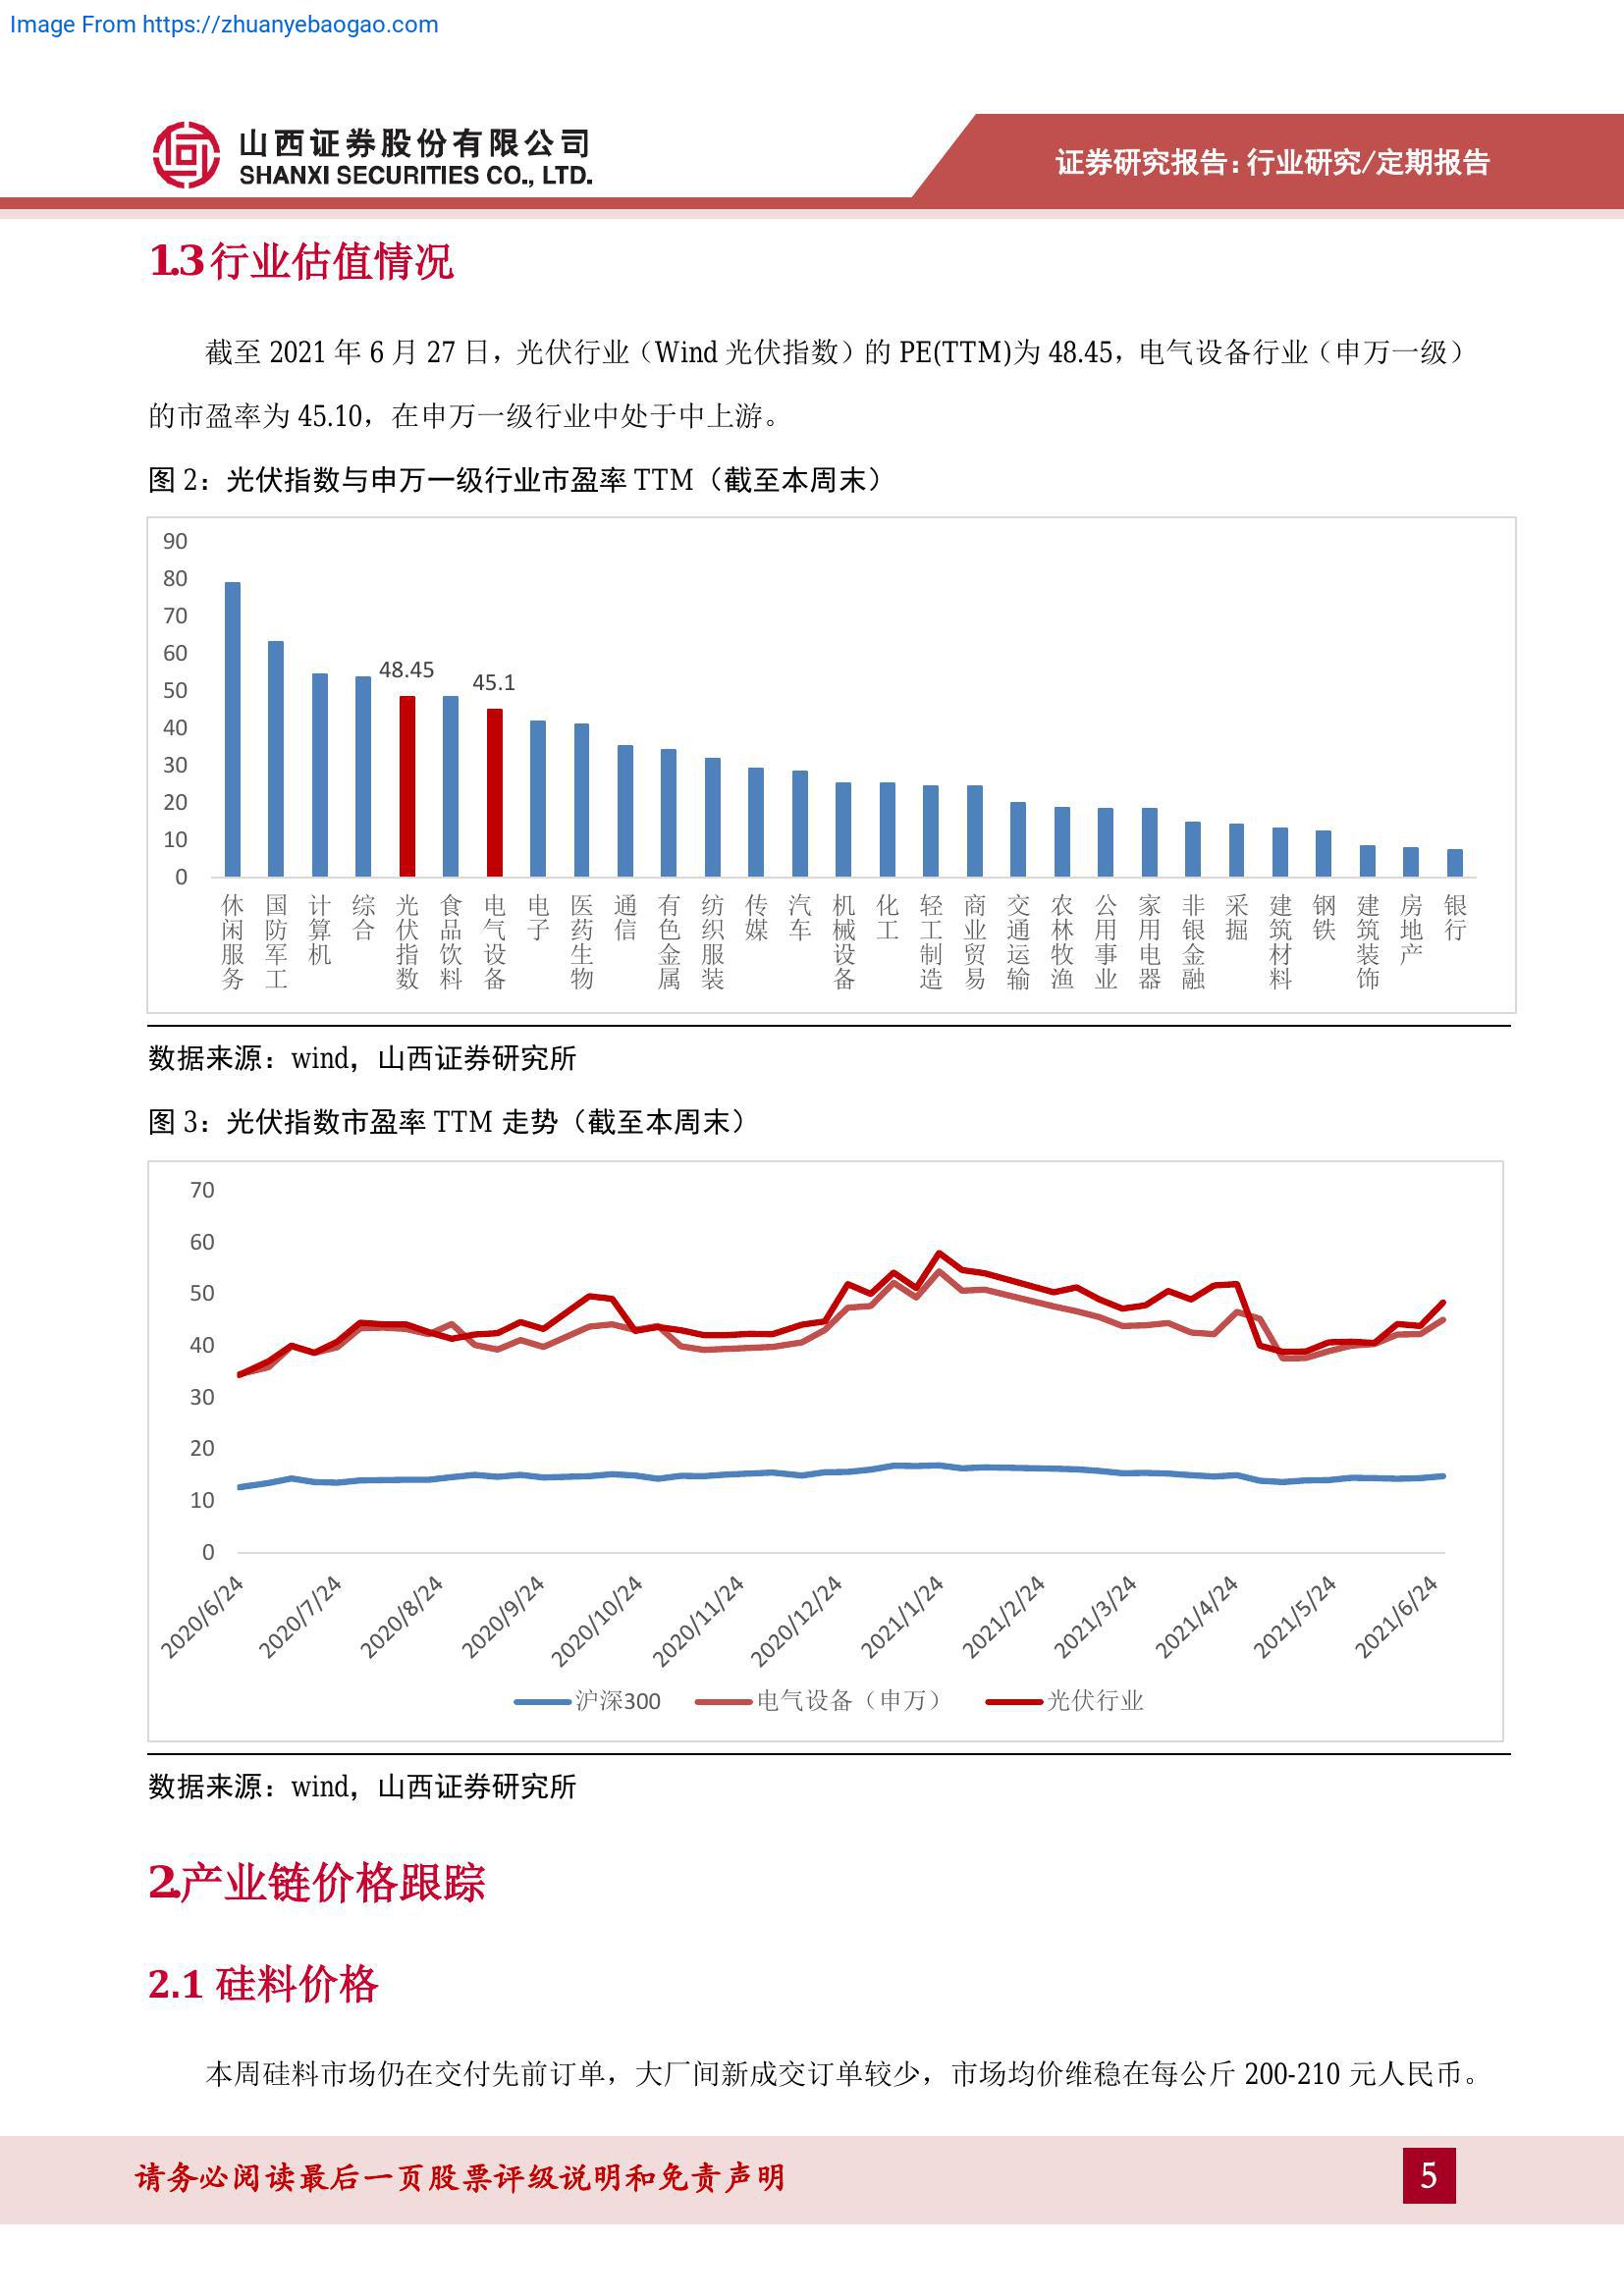 Image From https://zhuanyebaogao.com
山西证券股份有限公司
SHANXI SECURITIES CO., LTD.
证券研究报告：行业研究/定期报告
1.3 行业估值情况
截至 2021 年 6 月 27 日，光伏行业（Wind 光伏指数）的 PE(TTM)为 48.45，电气设备行业（申万一级）
的市盈率为 45.10，在申万一级行业中处于中上游。
图 2：光伏指数与申万一级行业市盈率 TTM（截至本周末）
90
80
70
60
50
40
30
20
10
0
48.45
45.1
休闲服务
国防军工
计算机
综合
光伏指数
食品饮料
电气设备
电子
医药生物
通信
有色金属
纺织服装
传媒
汽车
机械设备
化工
轻工制造
商业贸易
交通运输
农林牧渔
公用事业
家用电器
非银金融
采掘
建筑材料
钢铁
建筑装饰
房地产
银行
数据来源：wind，山西证券研究所
图 3：光伏指数市盈率 TTM 走势（截至本周末）
70
60
50
40
30
20
10
0
2020/6/24
2020/7/24
2020/8/24
2020/9/24
2020/10/24
2020/11/24
2020/12/24
2021/1/24
2021/2/24
2021/3/24
2021/4/24
2021/5/24
2021/6/24
沪深300
电气设备（申万）
光伏行业
数据来源：wind，山西证券研究所
2.产业链价格跟踪
2.1 硅料价格
本周硅料市场仍在交付先前订单，大厂间新成交订单较少，市场均价维稳在每公斤 200-210 元人民币。
请务必阅读最后一页股票评级说明和免责声明
5